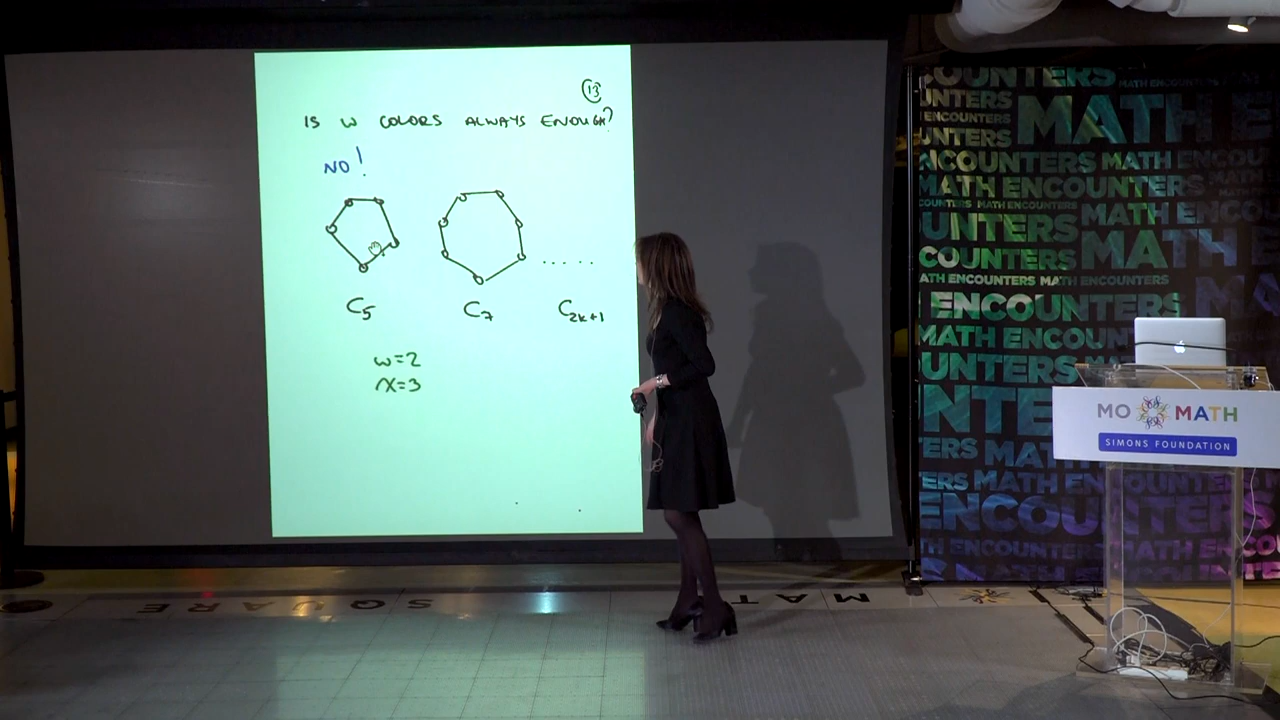 13
IS ω COLORS ALWAYS ENOUGH?
NO!
.....
C5 C7 C2k+1
ω=2
χ=3
MATH ENCOUNTERS
MO MATH
SIMONS FOUNDATION
MATH SQUARE